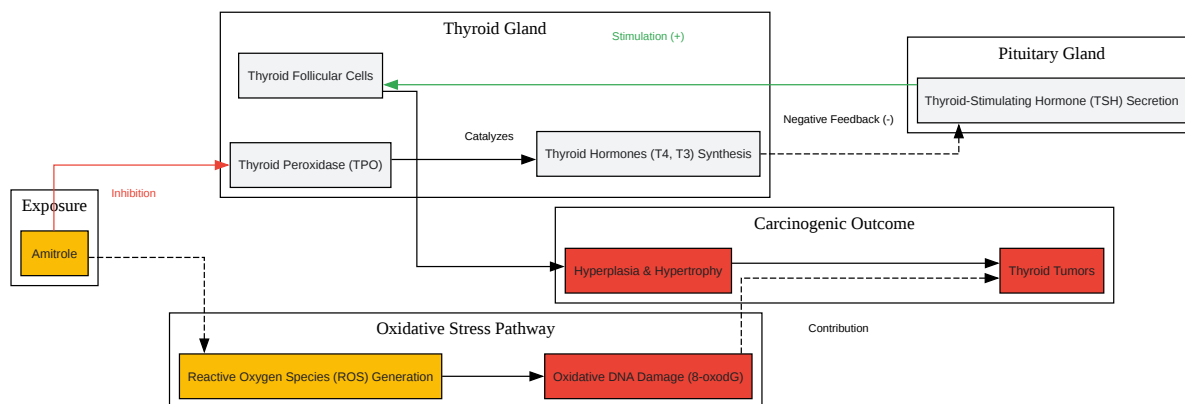 Thyroid Gland
Stimulation (+)
Pituitary Gland
Thyroid Follicular Cells
Thyroid-Stimulating Hormone (TSH) Secretion
Negative Feedback (-)
Catalyzes
Thyroid Peroxidase (TPO)
Thyroid Hormones (T4, T3) Synthesis
Inhibition
Exposure
Amitrole
Carcinogenic Outcome
Hyperplasia & Hypertrophy
Thyroid Tumors
Oxidative Stress Pathway
Contribution
Reactive Oxygen Species (ROS) Generation
Oxidative DNA Damage (8-oxodG)